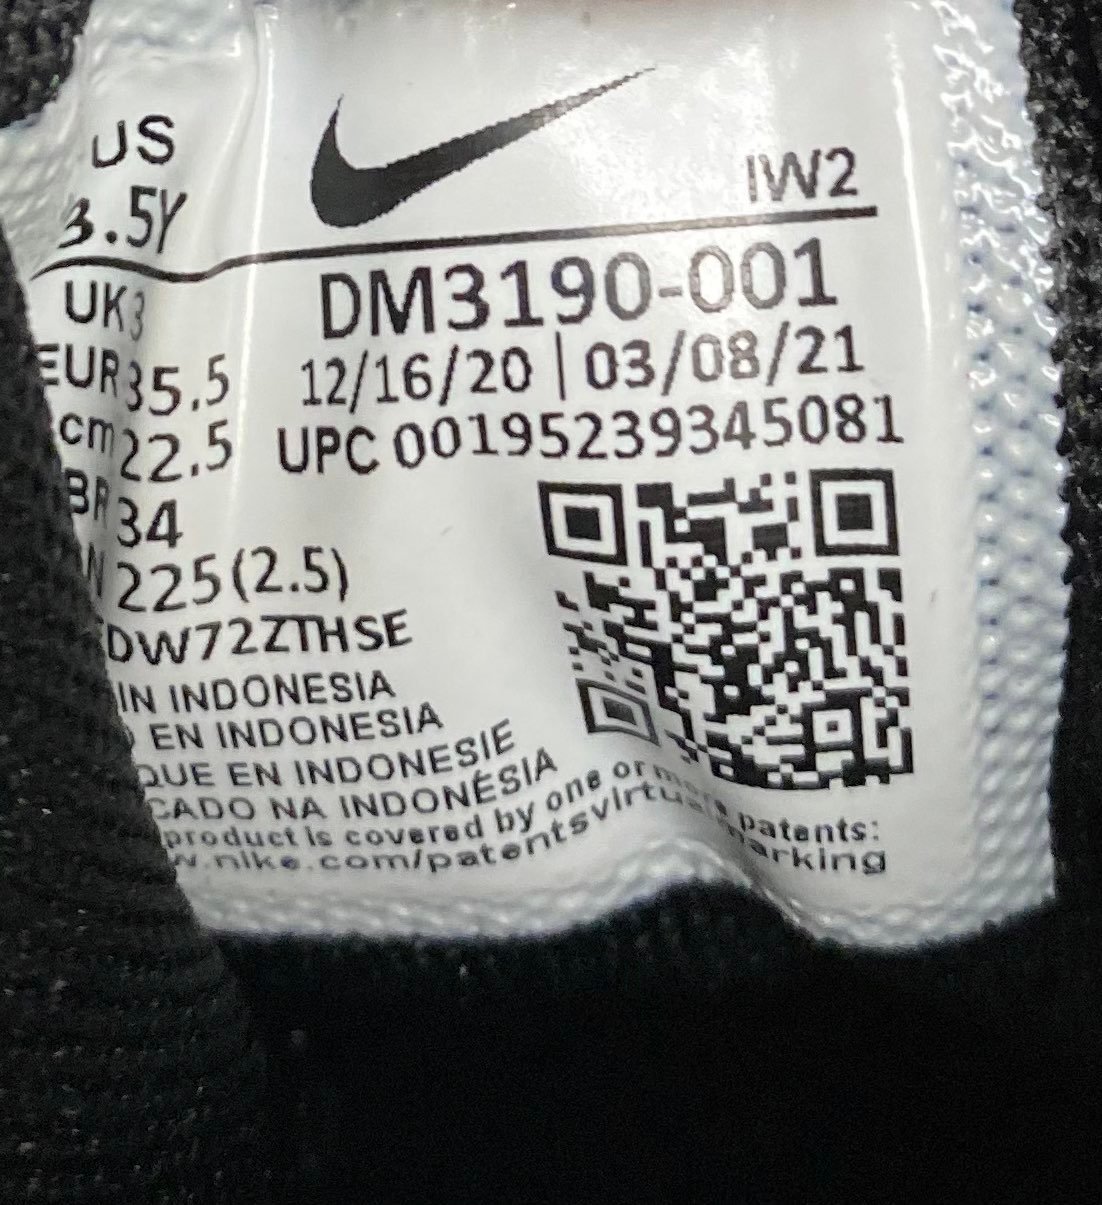 US
3.5Y
IW2
UK 3
EUR 35.5
cm 22.5
BR 34
225(2.5)
DM3190-001
12/16/20 | 03/08/21
UPC 00195239345081
DW72ZTHSE
IN INDONESIA
EN INDONESIA
QUE EN INDONESIE
CADO NA INDONÉSIA
product is covered by one or more patents:
w.nike.com/patentsvirtualmarking